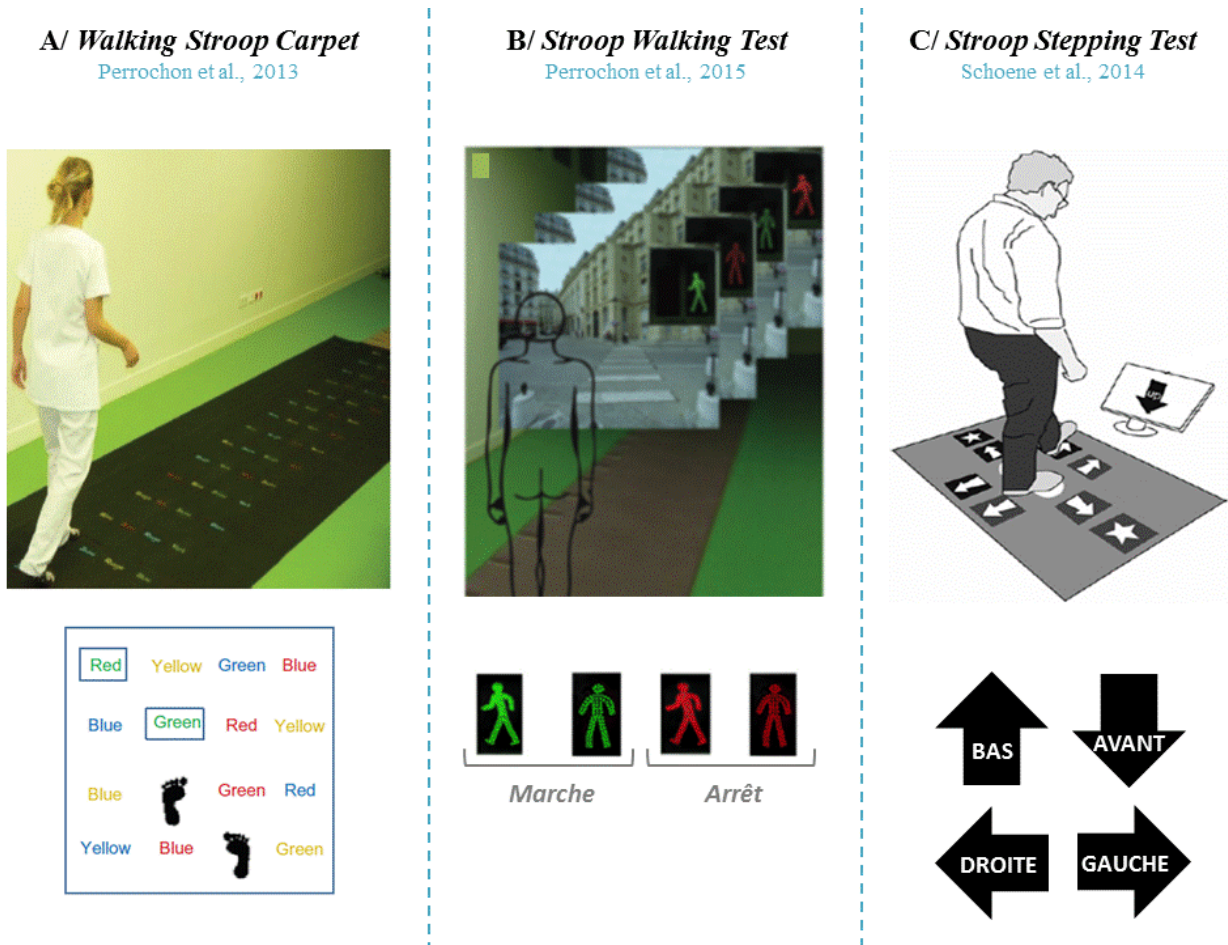 A/ Walking Stroop Carpet
Perrochon et al., 2013
B/ Stroop Walking Test
Perrochon et al., 2015
C/ Stroop Stepping Test
Schoene et al., 2014
Red Yellow Green Blue
Blue Green Red Yellow
Blue Green Red
Yellow Blue Green
Marche Arrêt
BAS AVANT
DROITE GAUCHE